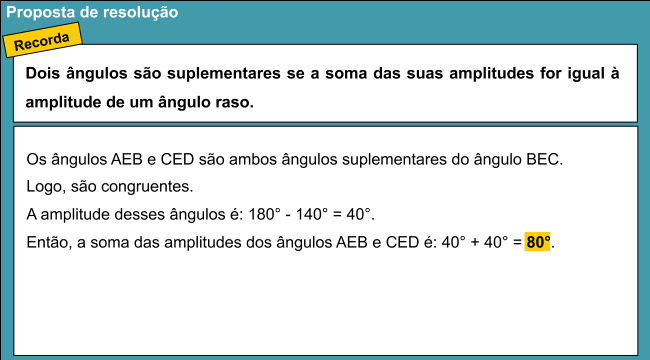 Proposta de resolução
Recorda
Dois ângulos são suplementares se a soma das suas amplitudes for igual à
amplitude de um ângulo raso.
Os ângulos AEB e CED são ambos ângulos suplementares do ângulo BEC.
Logo, são congruentes.
A amplitude desses ângulos é: 180° - 140° = 40°.
Então, a soma das amplitudes dos ângulos AEB e CED é: 40° + 40° = 80°.